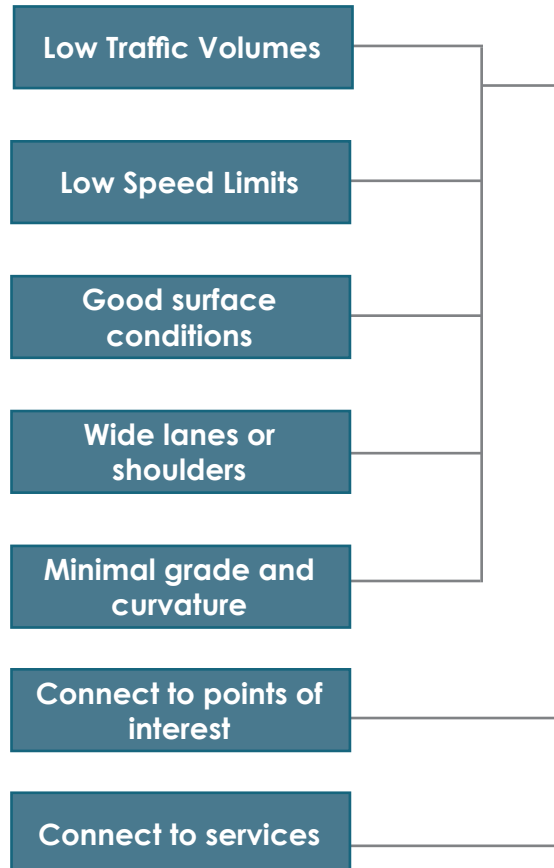 Low Traffic Volumes
Low Speed Limits
Good surface
conditions
Wide lanes or
shoulders
Minimal grade and
curvature
Connect to points of
interest
Connect to services